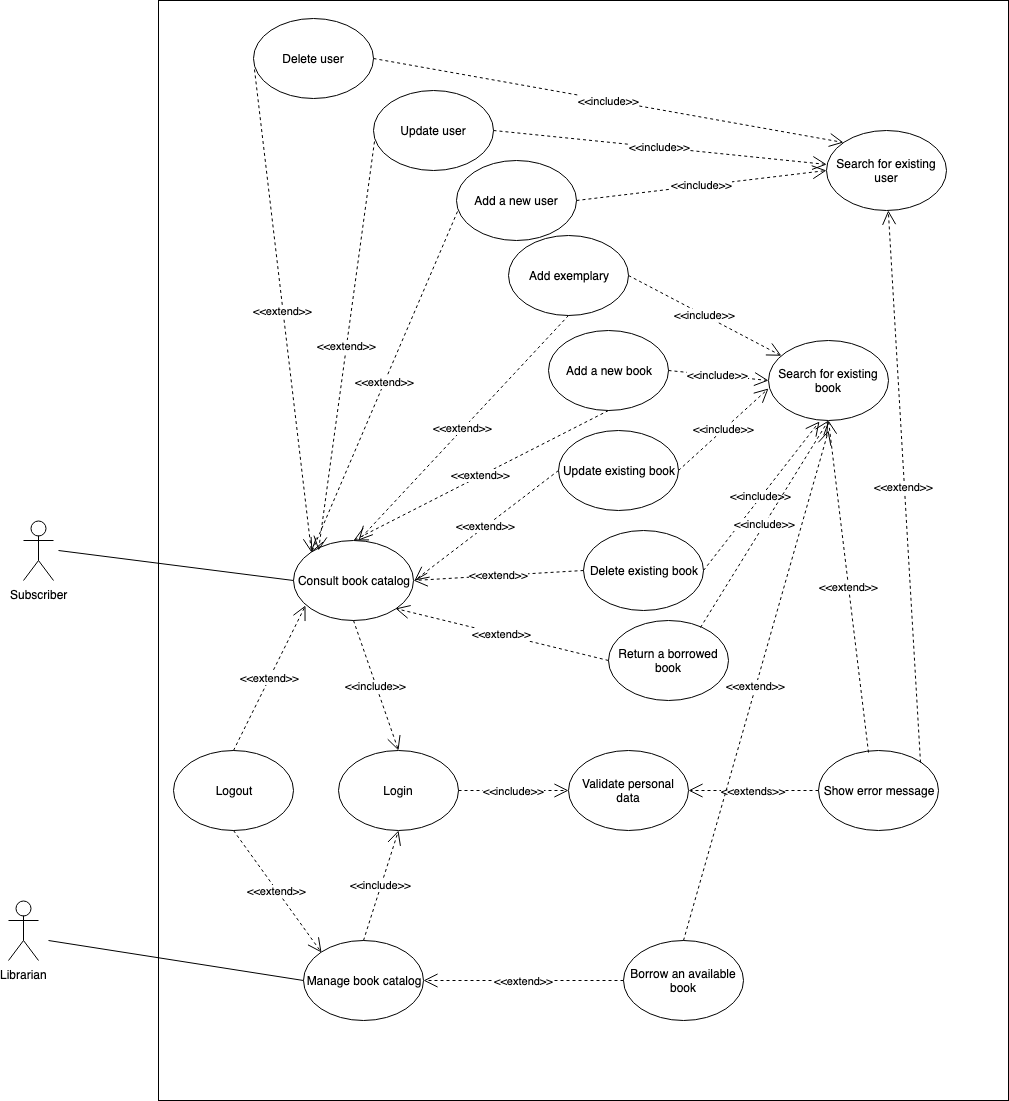 Delete user
<<include>>
Update user
<<include>>
Search for existing
user
<<include>>
Add a new user
Add exemplary
<<extend>>
<<include>>
<<extend>>
Add a new book
<<include>>
Search for existing
book
<<extend>>
<<extend>>
<<include>>
Update existing book
<<extend>>
<<extend>>
<<include>>
<<extend>>
<<include>>
Delete existing book
<<extend>>
Consult book catalog
Subscriber
<<extend>>
<<extend>>
Return a borrowed
book
<<extend>>
<<include>>
<<extend>>
Logout
Login
<<include>>
Validate personal
data
<<extends>>
Show error message
<<extend>>
<<include>>
Librarian
Manage book catalog
<<extend>>
Borrow an available
book